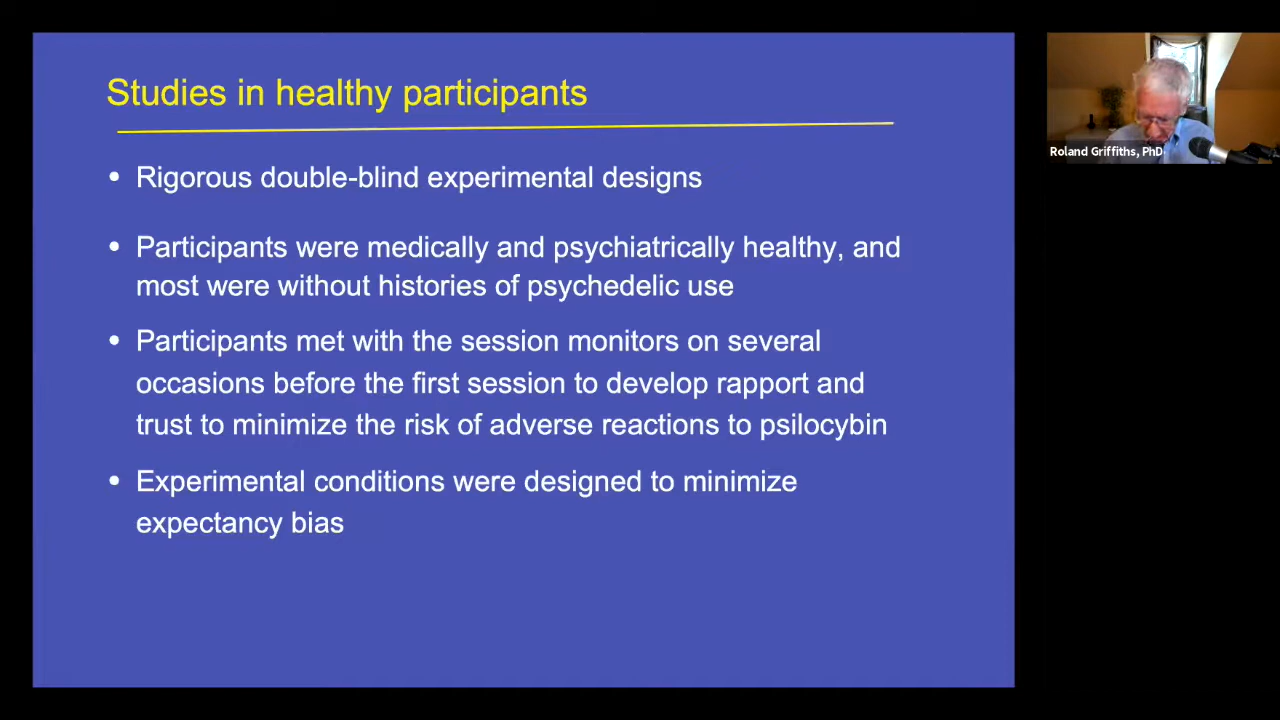 Studies in healthy participants
• Rigorous double-blind experimental designs
• Participants were medically and psychiatrically healthy, and
most were without histories of psychedelic use
• Participants met with the session monitors on several
occasions before the first session to develop rapport and
trust to minimize the risk of adverse reactions to psilocybin
• Experimental conditions were designed to minimize
expectancy bias
Roland Griffiths, PhD